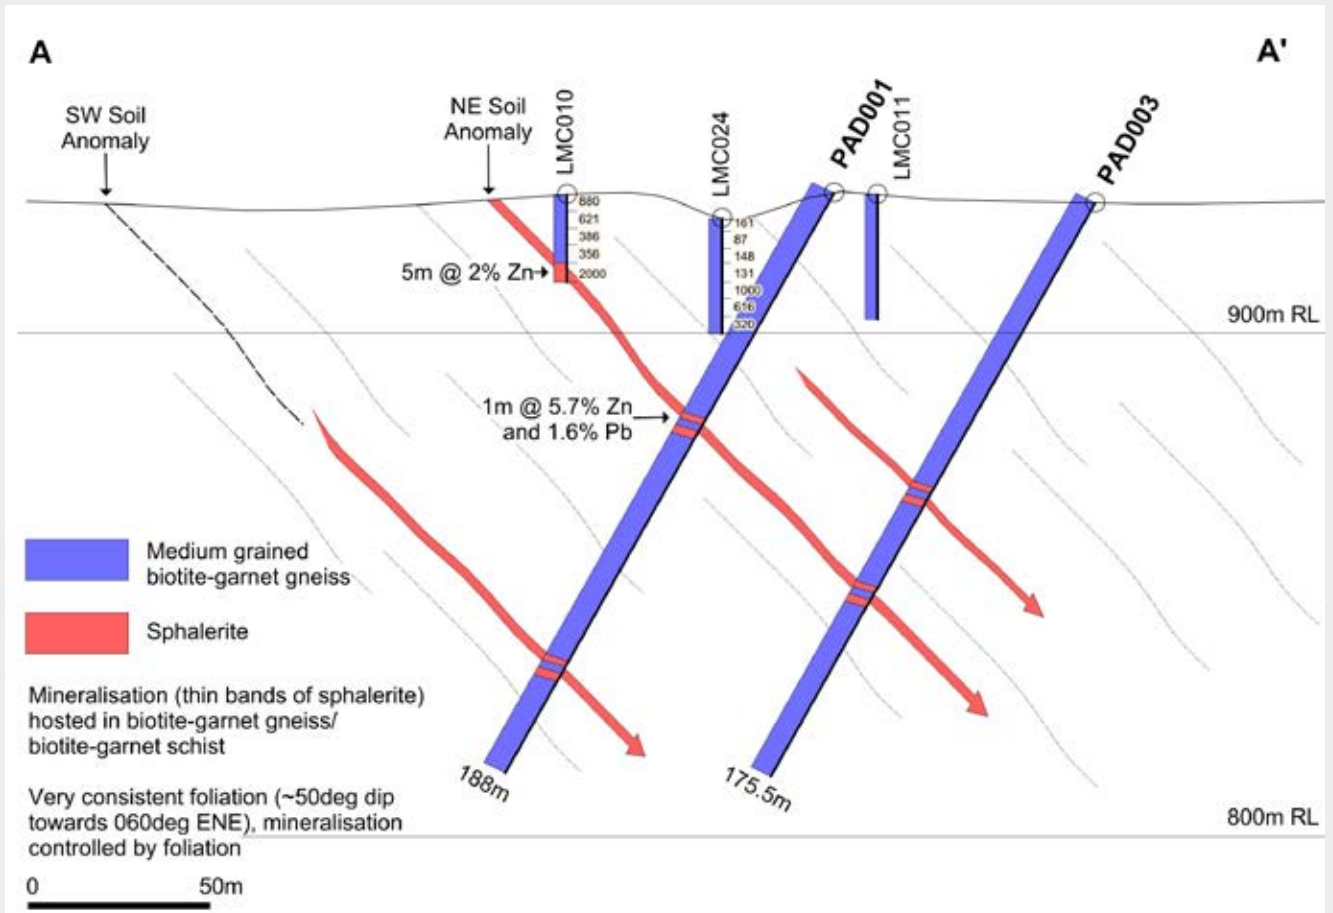 A
A'
SW Soil
Anomaly
NE Soil
Anomaly
LMC010
LMC024
PAD001
LMC011
PAD003
880
621
386
356
2000
161
87
148
131
1000
616
320
5m @ 2% Zn
900m RL
1m @ 5.7% Zn
and 1.6% Pb
Medium grained
biotite-garnet gneiss
Sphalerite
Mineralisation (thin bands of sphalerite)
hosted in biotite-garnet gneiss/
biotite-garnet schist
188m
175.5m
Very consistent foliation (~50deg dip
towards 060deg ENE), mineralisation
controlled by foliation
800m RL
0 50m